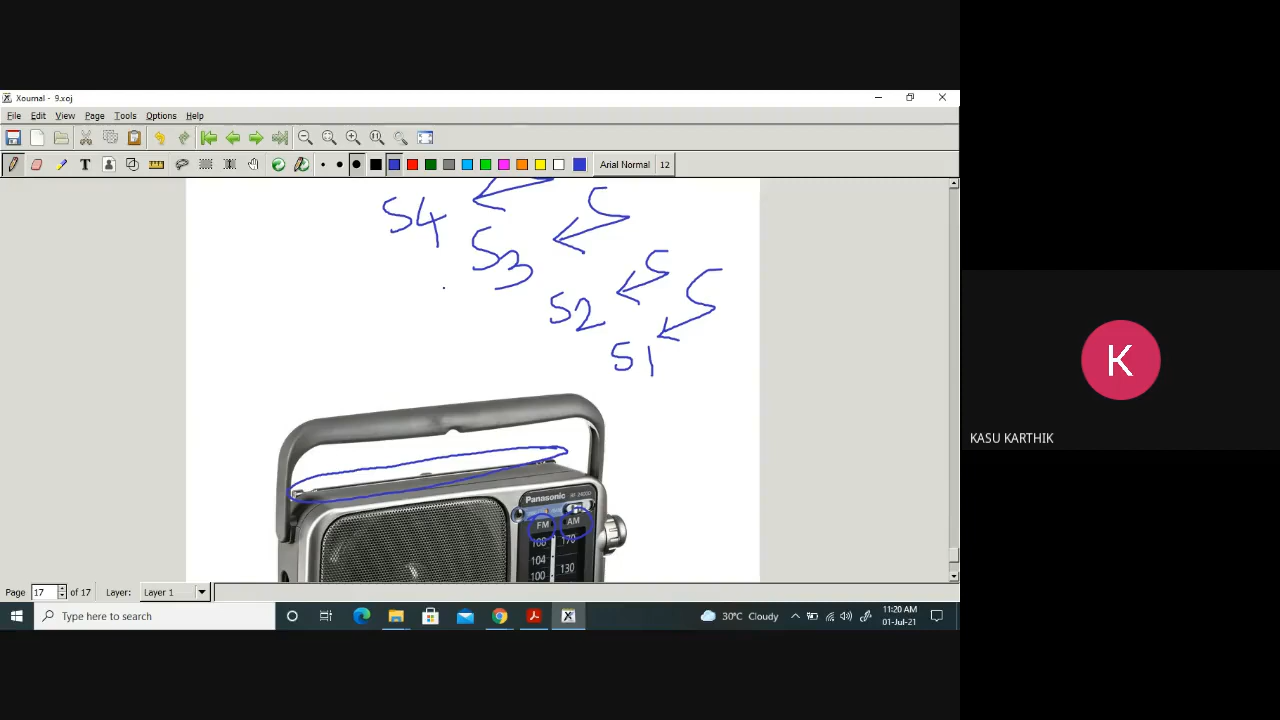 Xournal - 9.xoj
File Edit View Page Tools Options Help
T Arial Normal 12
S4
S3
S2
S1
Panasonic
FM AM
108 170
104 130
100
K
KASU KARTHIK
Page 17 of 17 Layer: Layer 1
Type here to search
30°C Cloudy
11:20 AM
01-Jul-21